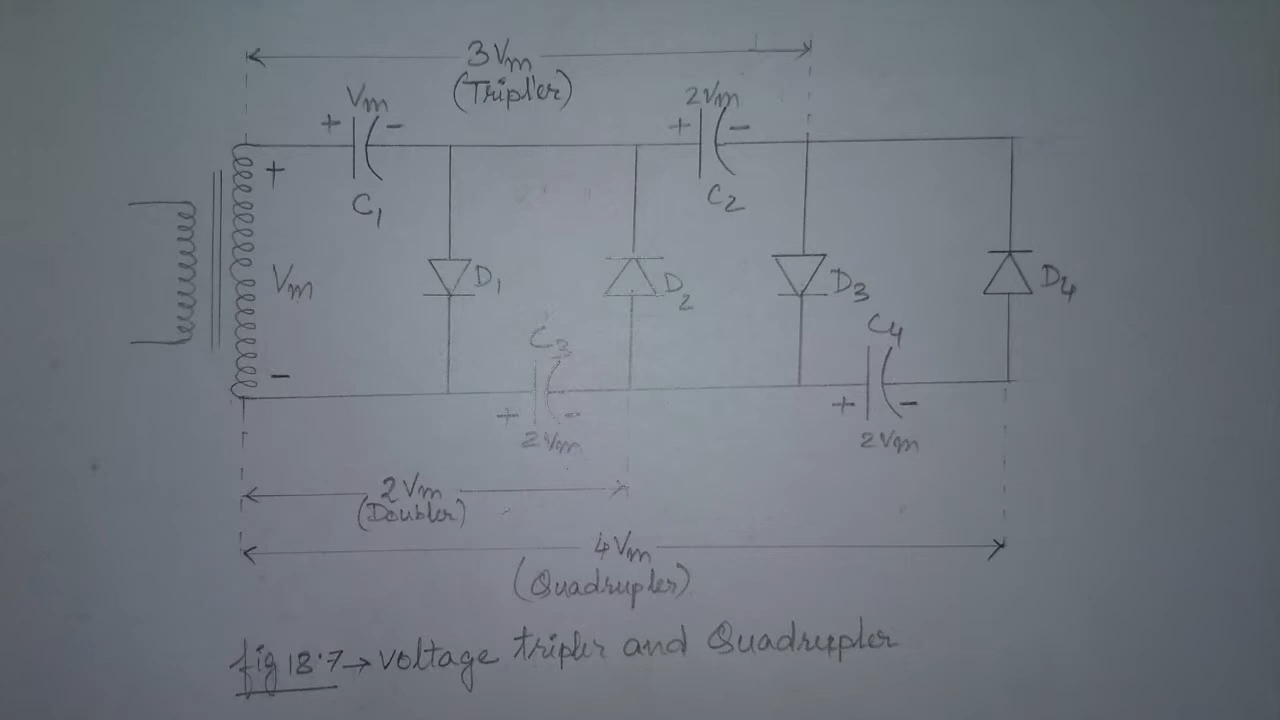 3Vm
(Tripler)
Vm
+ -
C1
2Vm
+ -
C2
+
Vm
-
D1
D2
D3
D4
C3
+ -
2Vm
C4
+ -
2Vm
2Vm
(Doubler)
4Vm
(Quadrupler)
fig 18.7→ voltage tripler and Quadrupler